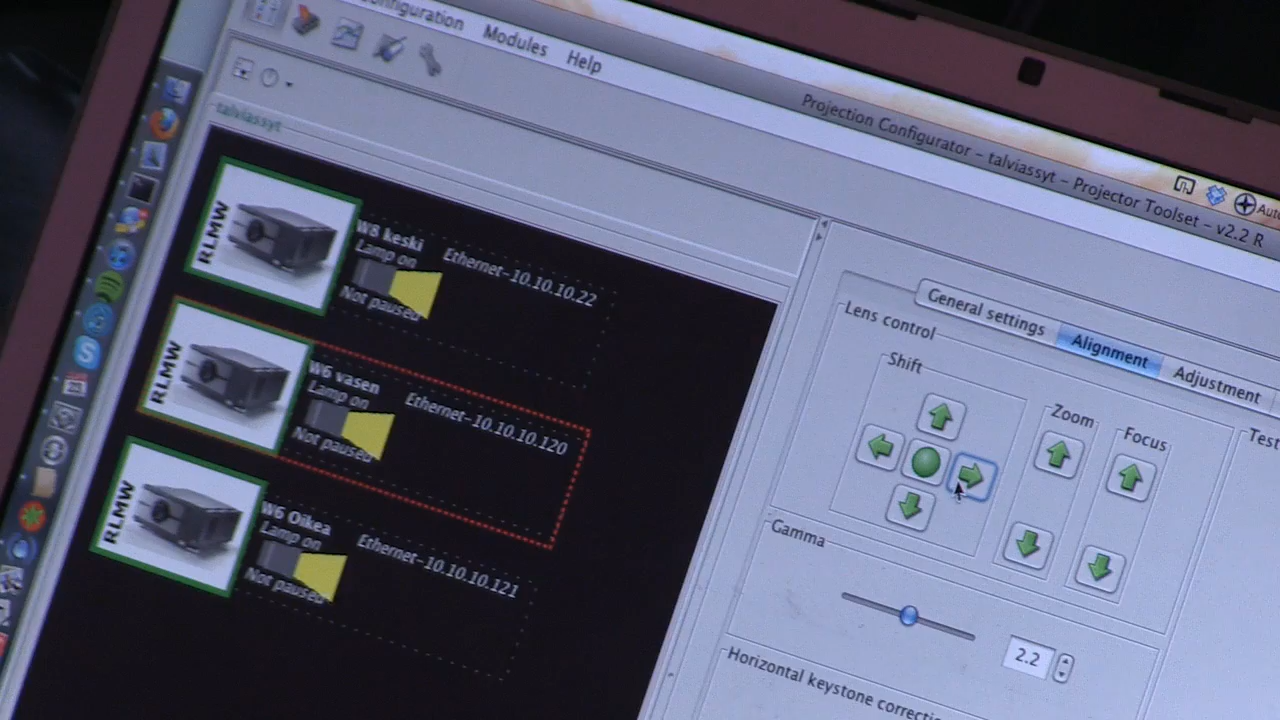 Configuration Modules Help
Projection Configurator - talviassyt - Projector Toolset - v2.2 R
talviassyt
RLMW
W8 keski
Lamp on
Ethernet-10.10.10.22
Not paused
RLMW
W6 vasen
Lamp on
Ethernet-10.10.10.120
Not paused
RLMW
W6 Oikea
Lamp on
Ethernet-10.10.10.121
Not paused
General settings Alignment Adjustment
Lens control
Shift
Zoom
Focus
Test
Gamma
2.2
Horizontal keystone correctio